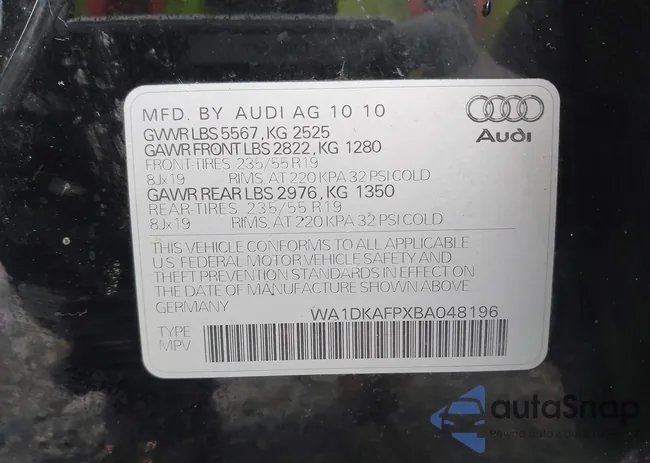 MFD. BY AUDI AG 10 10
Audi
GVWR LBS 5567, KG 2525
GAWR FRONT LBS 2822, KG 1280
FRONT-TIRES 235/55 R19
8Jx19 RIMS, AT 220 KPA 32 PSI COLD
GAWR REAR LBS 2976, KG 1350
REAR-TIRES 235/55 R19
8Jx19 RIMS, AT 220 KPA 32 PSI COLD
THIS VEHICLE CONFORMS TO ALL APPLICABLE
U.S. FEDERAL MOTOR VEHICLE SAFETY AND
THEFT PREVENTION STANDARDS IN EFFECT ON
THE DATE OF MANUFACTURE SHOWN ABOVE
GERMANY WA1DKAFPXBA048196
TYPE
MPV
autaSnap